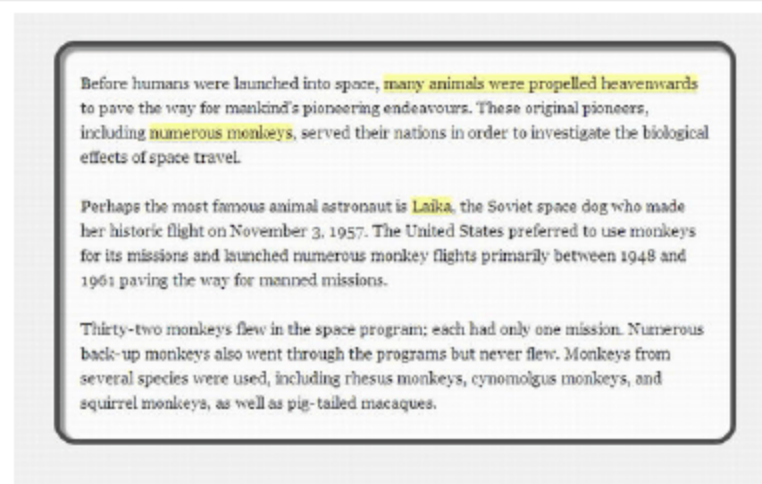 Before humans were launched into space, many animals were propelled heavenwards
to pave the way for mankind's pioneering endeavours. These original pioneers,
including numerous monkeys, served their nations in order to investigate the biological
effects of space travel.
Perhaps the most famous animal astronaut is Laika, the Soviet space dog who made
her historic flight on November 3, 1957. The United States preferred to use monkeys
for its missions and launched numerous monkey flights primarily between 1948 and
1961 paving the way for manned missions.
Thirty-two monkeys flew in the space program; each had only one mission. Numerous
back-up monkeys also went through the programs but never flew. Monkeys from
several species were used, including rhesus monkeys, cynomolgus monkeys, and
squirrel monkeys, as well as pig-tailed macaques.